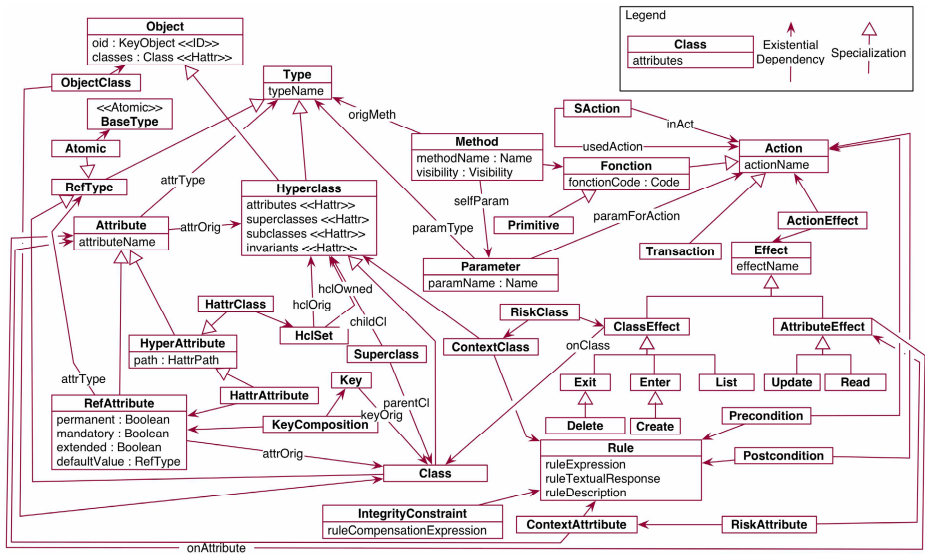 Object
oid : KeyObject <<ID>>
classes : Class <<Hattr>>
Legend
Class
attributes
Existential
Dependency
Specialization
ObjectClass
Type
typeName
<<Atomic>>
BaseType
origMeth
SAction
inAct
usedAction
Method
methodName : Name
visibility : Visibility
Fonction
fonctionCode : Code
Action
actionName
Atomic
RefType
attrType
Hyperclass
attributes <<Hattr>
superclasses <<Hattr>
subclasses <<Hattr>
invariants <<Hattr>>
selfParam
Primitive
paramForAction
ActionEffect
Attribute
attributeName
attrOrig
paramType
Transaction
Effect
effectName
Parameter
paramName : Name
HattrClass
hclOrig
hclOwned
HclSet
childCl
RiskClass
ContextClass
onClass
ClassEffect
AttributeEffect
HyperAttribute
path : HattrPath
Superclass
attrType
Key
HattrAttribute
Exit
Enter
List
Update
Read
RefAttribute
permanent : Boolean
mandatory : Boolean
extended : Boolean
defaultValue : RefType
parentCl
keyOrig
KeyComposition
Delete
Create
Precondition
attrOrig
Class
Rule
ruleExpression
ruleTextualResponse
ruleDescription
Postcondition
IntegrityConstraint
ruleCompensationExpression
ContextAttrtibute
RiskAttribute
onAttribute